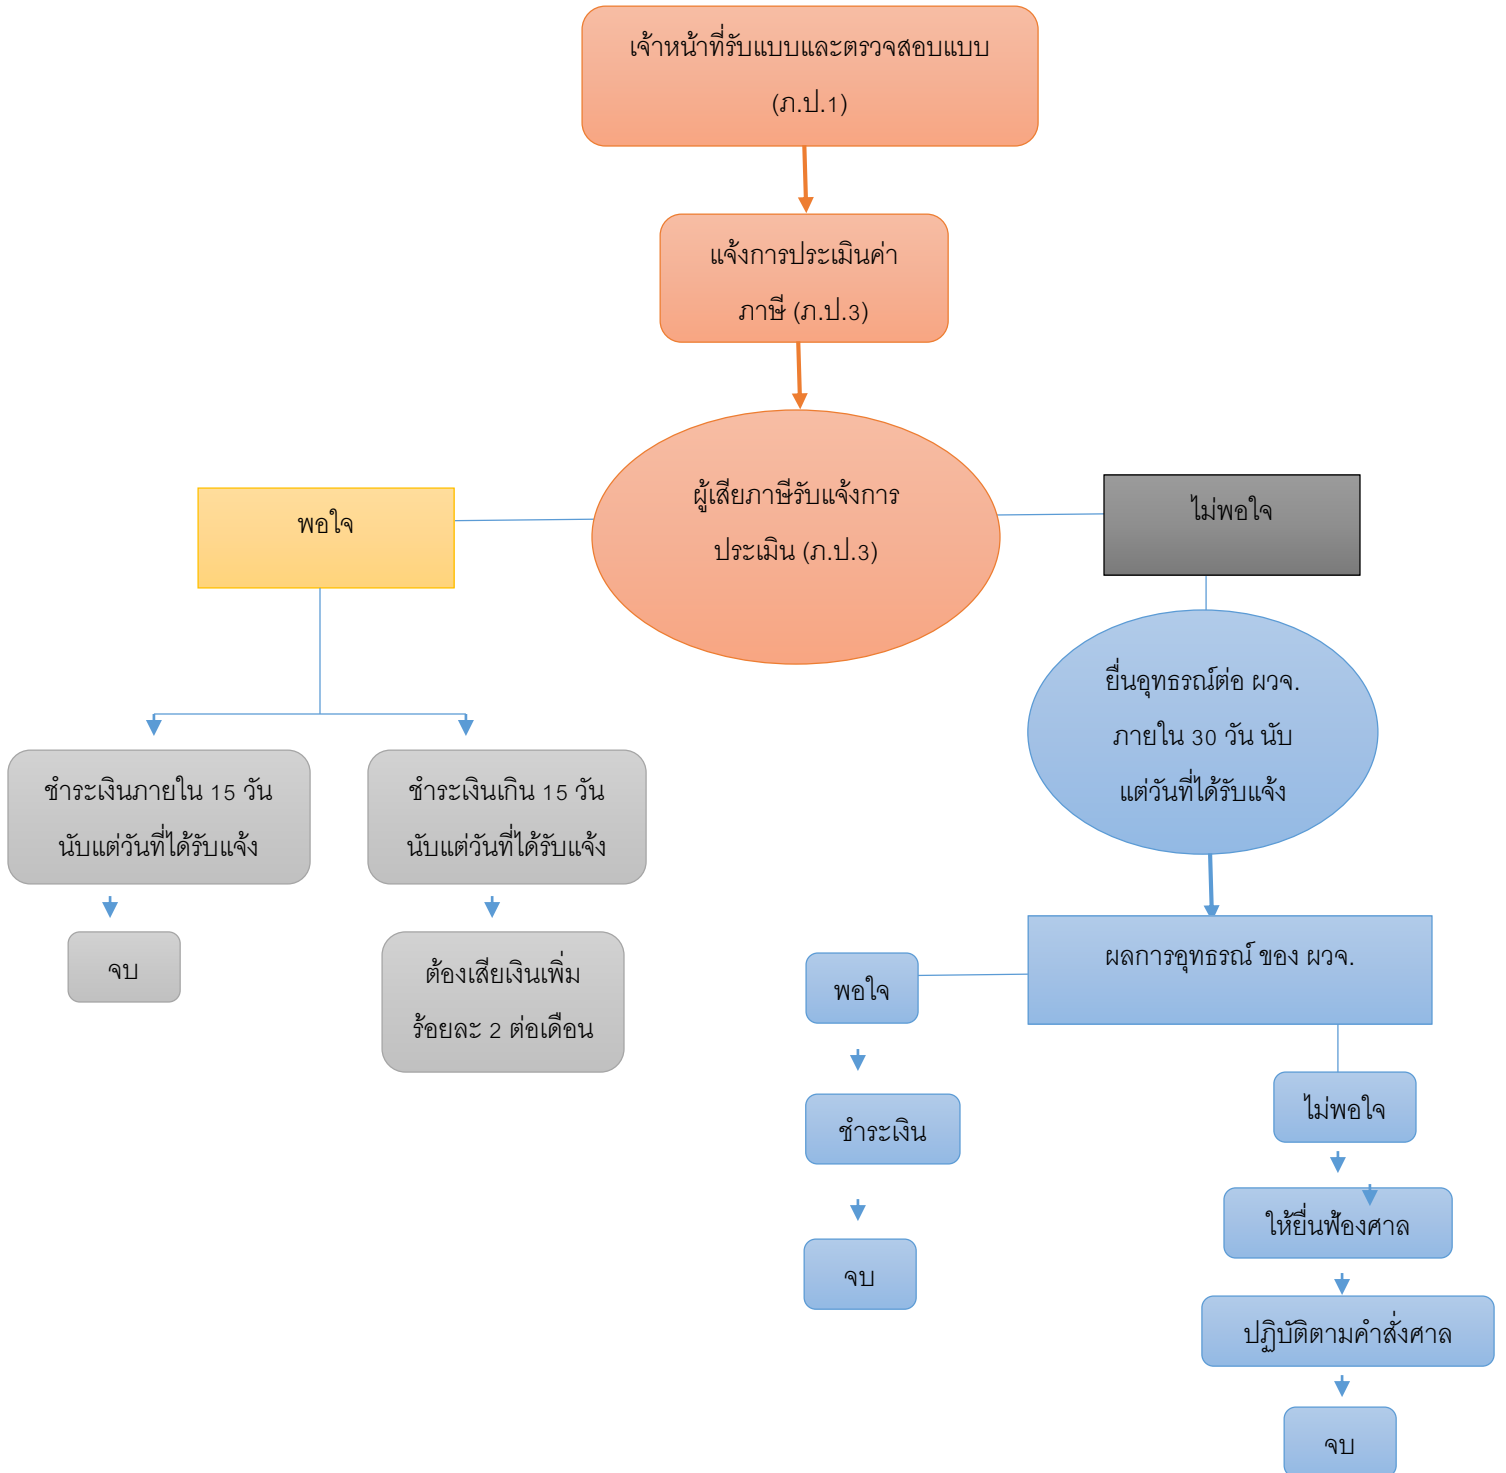 เจ้าหน้าที่รับแบบและตรวจสอบแบบ
(ภ.ป.1)
แจ้งการประเมินค่า
ภาษี (ภ.ป.3)
ผู้เสียภาษีรับแจ้งการ
ประเมิน (ภ.ป.3)
พอใจ
ไม่พอใจ
ยื่นอุทธรณ์ต่อ ผวจ.
ภายใน 30 วัน นับ
แต่วันที่ได้รับแจ้ง
ชำระเงินภายใน 15 วัน
นับแต่วันที่ได้รับแจ้ง
ชำระเงินเกิน 15 วัน
นับแต่วันที่ได้รับแจ้ง
จบ
ต้องเสียเงินเพิ่ม
ร้อยละ 2 ต่อเดือน
ผลการอุทธรณ์ ของ ผวจ.
พอใจ
ชำระเงิน
จบ
ไม่พอใจ
ให้ยื่นฟ้องศาล
ปฏิบัติตามคำสั่งศาล
จบ